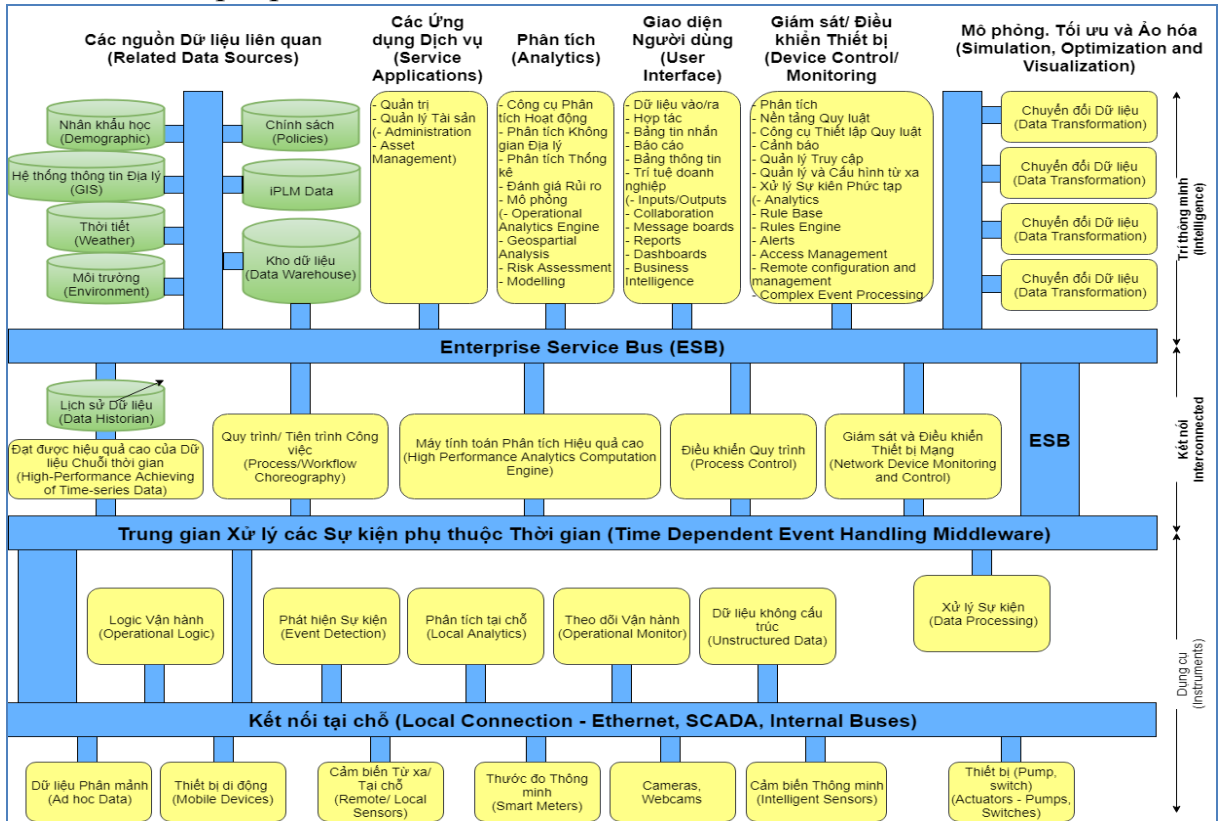 Các nguồn Dữ liệu liên quan
(Related Data Sources)
Các Ứng
dụng Dịch vụ
(Service
Applications)
Phân tích
(Analytics)
Giao diện
Người dùng
(User
Interface)
Giám sát/ Điều
khiển Thiết bị
(Device Control/
Monitoring)
Mô phỏng. Tối ưu và Ảo hóa
(Simulation, Optimization and
Visualization)
Nhân khẩu học
(Demographic)
Hệ thống thông tin Địa lý
(GIS)
Thời tiết
(Weather)
Môi trường
(Environment)
Chính sách
(Policies)
iPLM Data
Kho dữ liệu
(Data Warehouse)
- Quản trị
- Quản lý Tài sản
(- Administration
- Asset
Management)
- Công cụ Phân
tích Hoạt động
- Phân tích Không
gian Địa lý
- Phân tích Thống
kê
- Đánh giá Rủi ro
- Mô phỏng
(- Operational
Analytics Engine
- Geospartial
Analysis
- Risk Assessment
- Modelling
- Dữ liệu vào/ra
- Hợp tác
- Bảng tin nhắn
- Báo cáo
- Bảng thông tin
- Trí tuệ doanh
nghiệp
(- Inputs/Outputs
- Collaboration
- Message boards
- Reports
- Dashboards
- Business
Intelligence
- Phân tích
- Nền tảng Quy luật
- Công cụ Thiết lập Quy luật
- Cảnh báo
- Quản lý Truy cập
- Quản lý và Cấu hình từ xa
- Xử lý Sự kiên Phức tạp
(- Analytics
- Rule Base
- Rules Engine
- Alerts
- Access Management
- Remote configuration and
management
- Complex Event Processing
Chuyển đổi Dữ liệu
(Data Transformation)
Chuyển đổi Dữ liệu
(Data Transformation)
Chuyển đổi Dữ liệu
(Data Transformation)
Chuyển đổi Dữ liệu
(Data Transformation)
Trí thông minh
(Intelligence)
Enterprise Service Bus (ESB)
Lịch sử Dữ liệu
(Data Historian)
Đạt được hiệu quả cao của Dữ
liệu Chuỗi thời gian
(High-Performance Achieving
of Time-series Data)
Quy trình/ Tiên trình Công
việc
(Process/Workflow
Choreography)
Máy tính toán Phân tích Hiệu quả cao
(High Performance Analytics Computation
Engine)
Điều khiển Quy trình
(Process Control)
Giám sát và Điều khiển
Thiết bị Mạng
(Network Device Monitoring
and Control)
ESB
Kết nối
Interconnected
Trung gian Xử lý các Sự kiện phụ thuộc Thời gian (Time Dependent Event Handling Middleware)
Logic Vận hành
(Operational Logic)
Phát hiện Sự kiện
(Event Detection)
Phân tích tại chỗ
(Local Analytics)
Theo dõi Vận hành
(Operational Monitor)
Dữ liệu không cấu
trúc
(Unstructured Data)
Xử lý Sự kiện
(Data Processing)
Dụng cụ
(Instruments)
Kết nối tại chỗ (Local Connection - Ethernet, SCADA, Internal Buses)
Dữ liệu Phân mảnh
(Ad hoc Data)
Thiết bị di động
(Mobile Devices)
Cảm biến Từ xa/
Tại chỗ
(Remote/ Local
Sensors)
Thước đo Thông
minh
(Smart Meters)
Cameras,
Webcams
Cảm biến Thông minh
(Intelligent Sensors)
Thiết bị (Pump,
switch)
(Actuators - Pumps,
Switches)